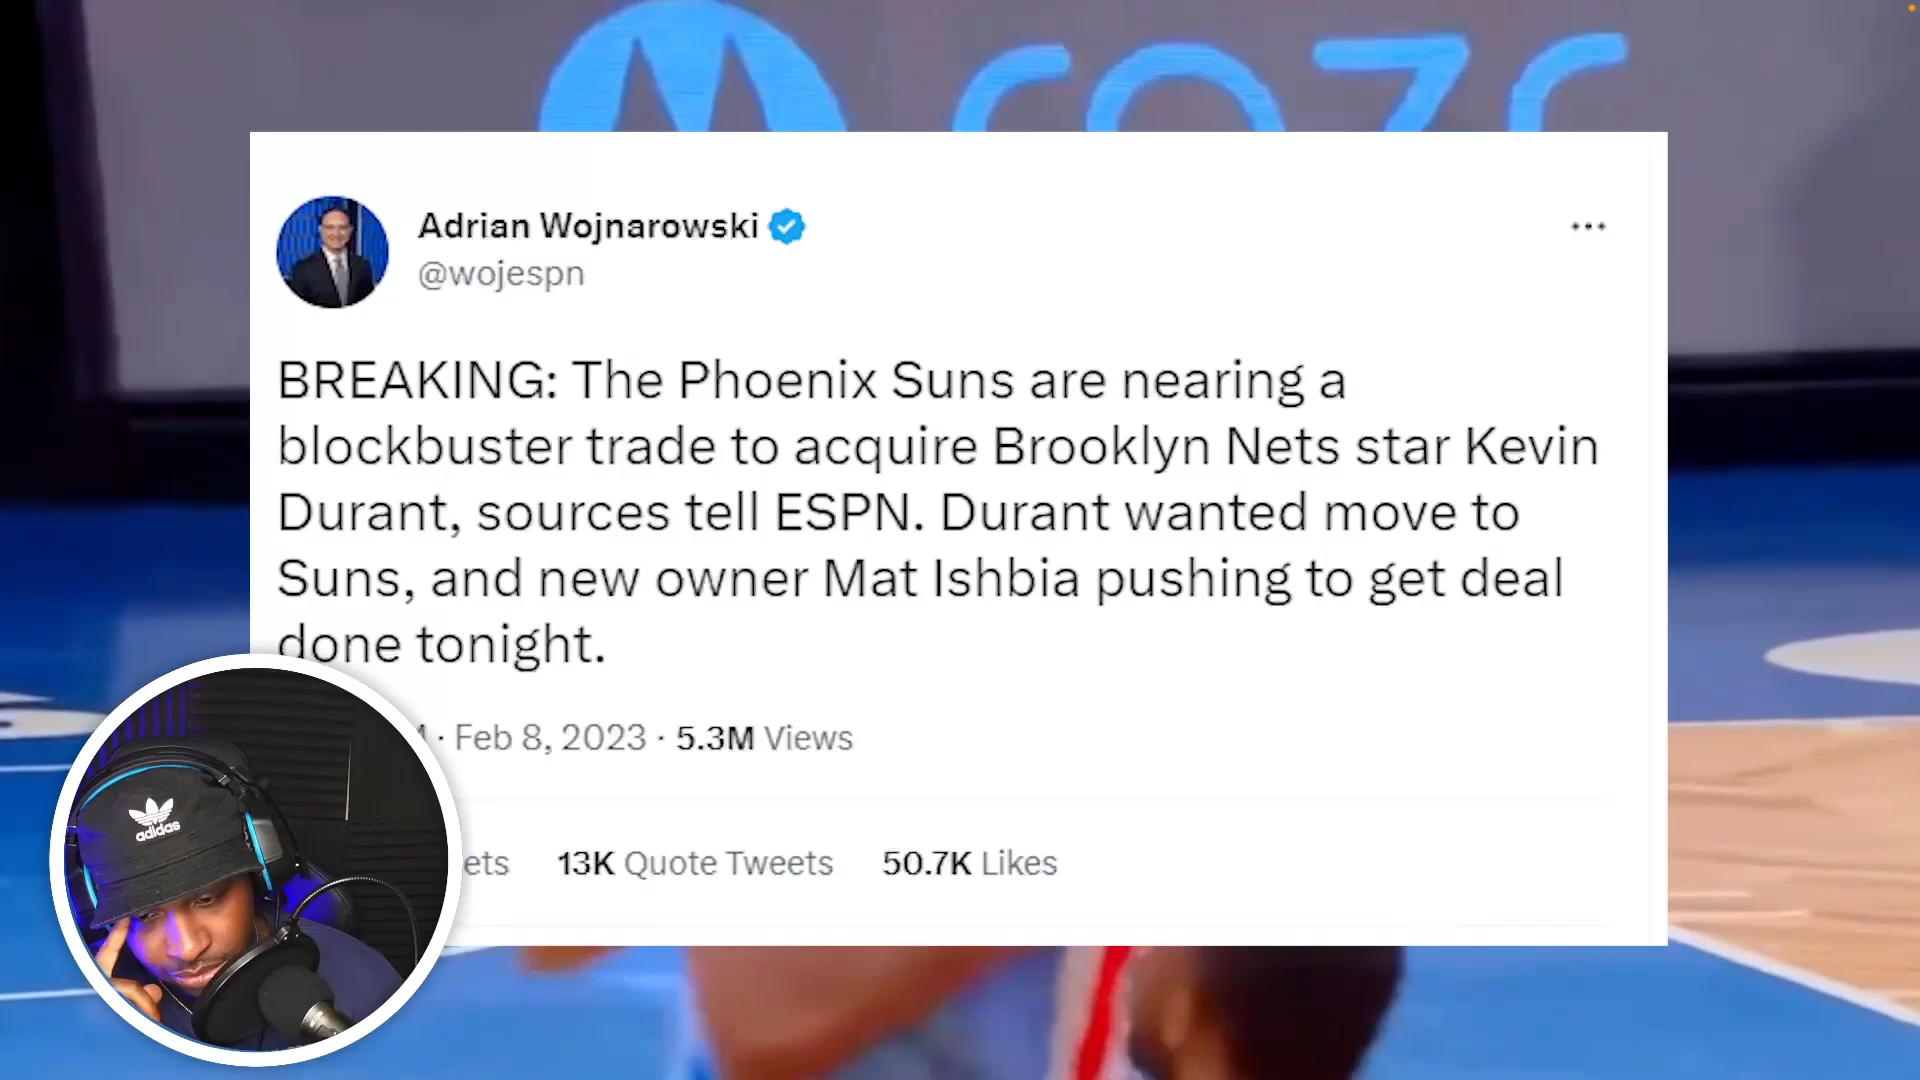 Adrian Wojnarowski
@wojespn
BREAKING: The Phoenix Suns are nearing a
blockbuster trade to acquire Brooklyn Nets star Kevin
Durant, sources tell ESPN. Durant wanted move to
Suns, and new owner Mat Ishbia pushing to get deal
done tonight.
· Feb 8, 2023 · 5.3M Views
13K Quote Tweets 50.7K Likes
adidas